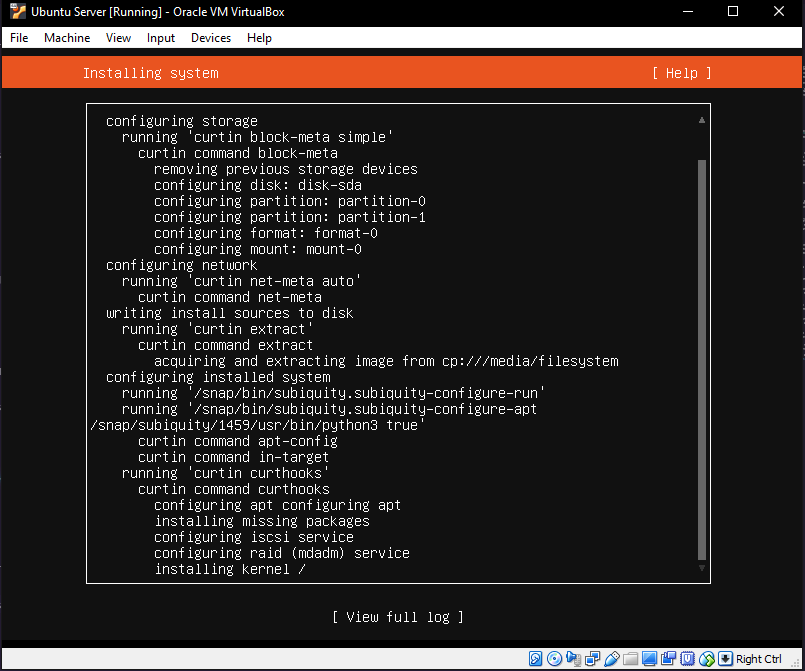 Ubuntu Server [Running] - Oracle VM VirtualBox
File Machine View Input Devices Help
Installing system [ Help ]
configuring storage
running 'curtin block-meta simple'
curtin command block-meta
removing previous storage devices
configuring disk: disk-sda
configuring partition: partition-0
configuring partition: partition-1
configuring format: format-0
configuring mount: mount-0
configuring network
running 'curtin net-meta auto'
curtin command net-meta
writing install sources to disk
running 'curtin extract'
curtin command extract
acquiring and extracting image from cp:///media/filesystem
configuring installed system
running '/snap/bin/subiquity.subiquity-configure-run'
running '/snap/bin/subiquity.subiquity-configure-apt
/snap/subiquity/1459/usr/bin/python3 true'
curtin command apt-config
curtin command in-target
running 'curtin curthooks'
curtin command curthooks
configuring apt configuring apt
installing missing packages
configuring iscsi service
configuring raid (mdadm) service
installing kernel /
[ View full log ]
Right Ctrl